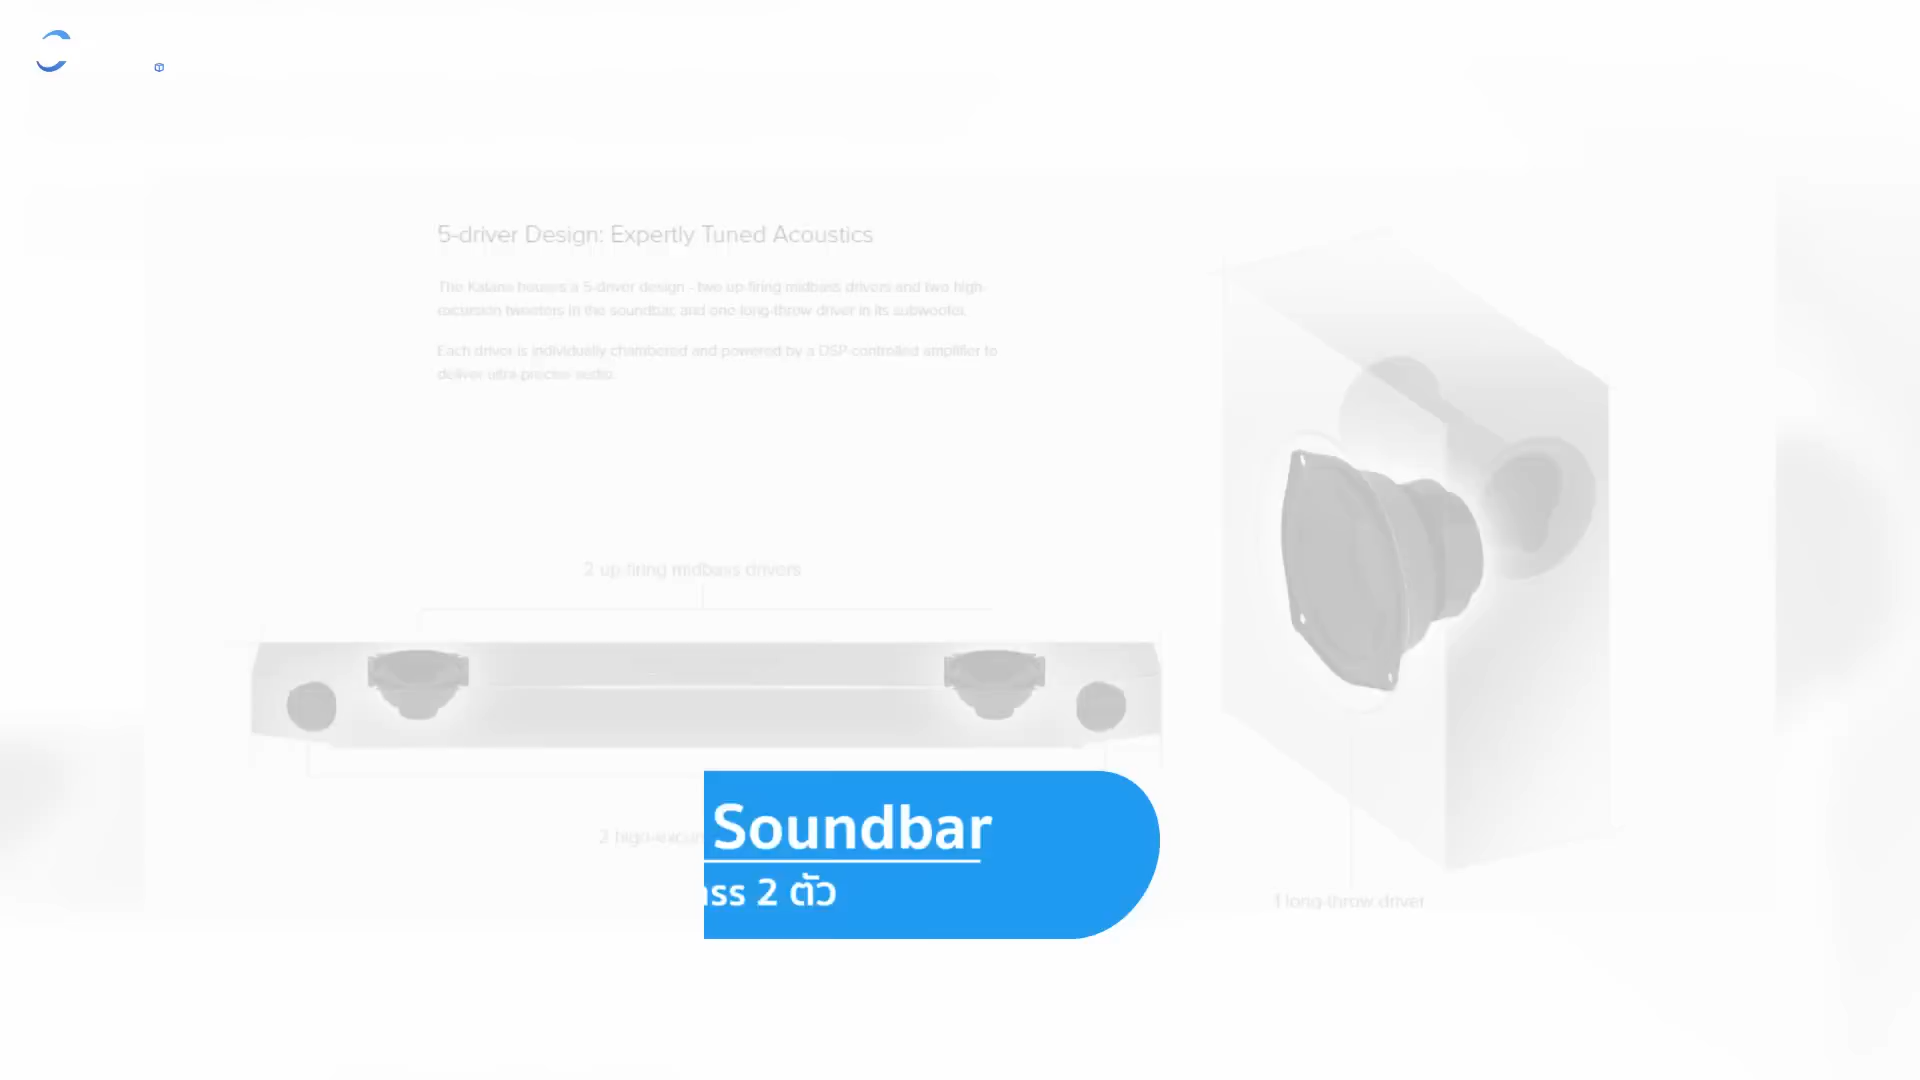 5-driver Design: Expertly Tuned Acoustics
The Katana houses a 5-driver design - two up-firing midbass drivers and two high-
excursion tweeters in the soundbar, and one long-throw driver in its subwoofer.
Each driver is individually chambered and powered by a DSP-controlled amplifier to
deliver ultra precise audio.
2 up-firing midbass drivers
Soundbar
2
ass 2 ตัว
1 long-throw driver